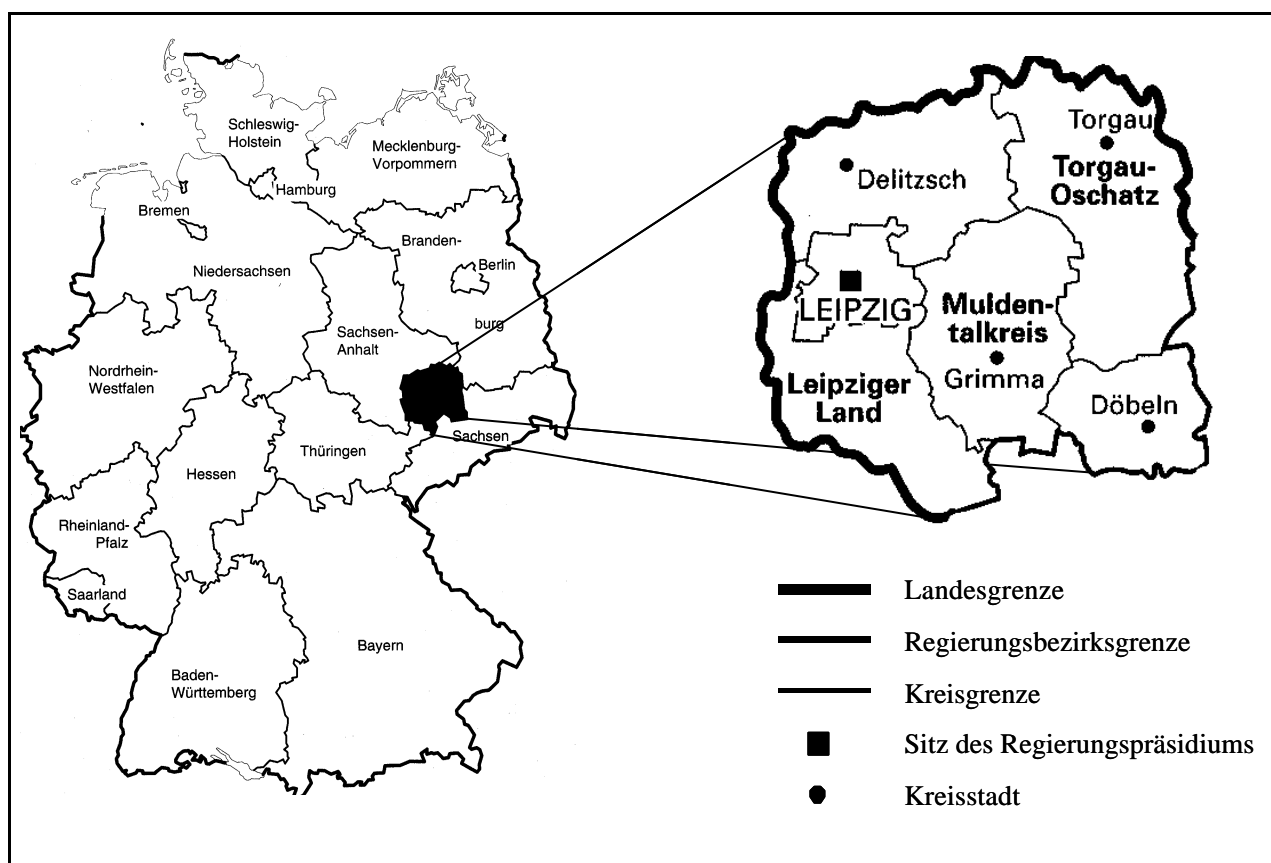 Schleswig-
Holstein
Mecklenburg-
Vorpommern
Hamburg
Bremen
Niedersachsen
Branden-
Berlin
burg
Sachsen-
Anhalt
Nordrhein-
Westfalen
Sachsen
Thüringen
Hessen
Rheinland-
Pfalz
Saarland
Bayern
Baden-
Württemberg
Torgau
Torgau-
Oschatz
Delitzsch
LEIPZIG
Mulden-
talkreis
Grimma
Leipziger
Land
Döbeln
Landesgrenze
Regierungsbezirksgrenze
Kreisgrenze
Sitz des Regierungspräsidiums
Kreisstadt